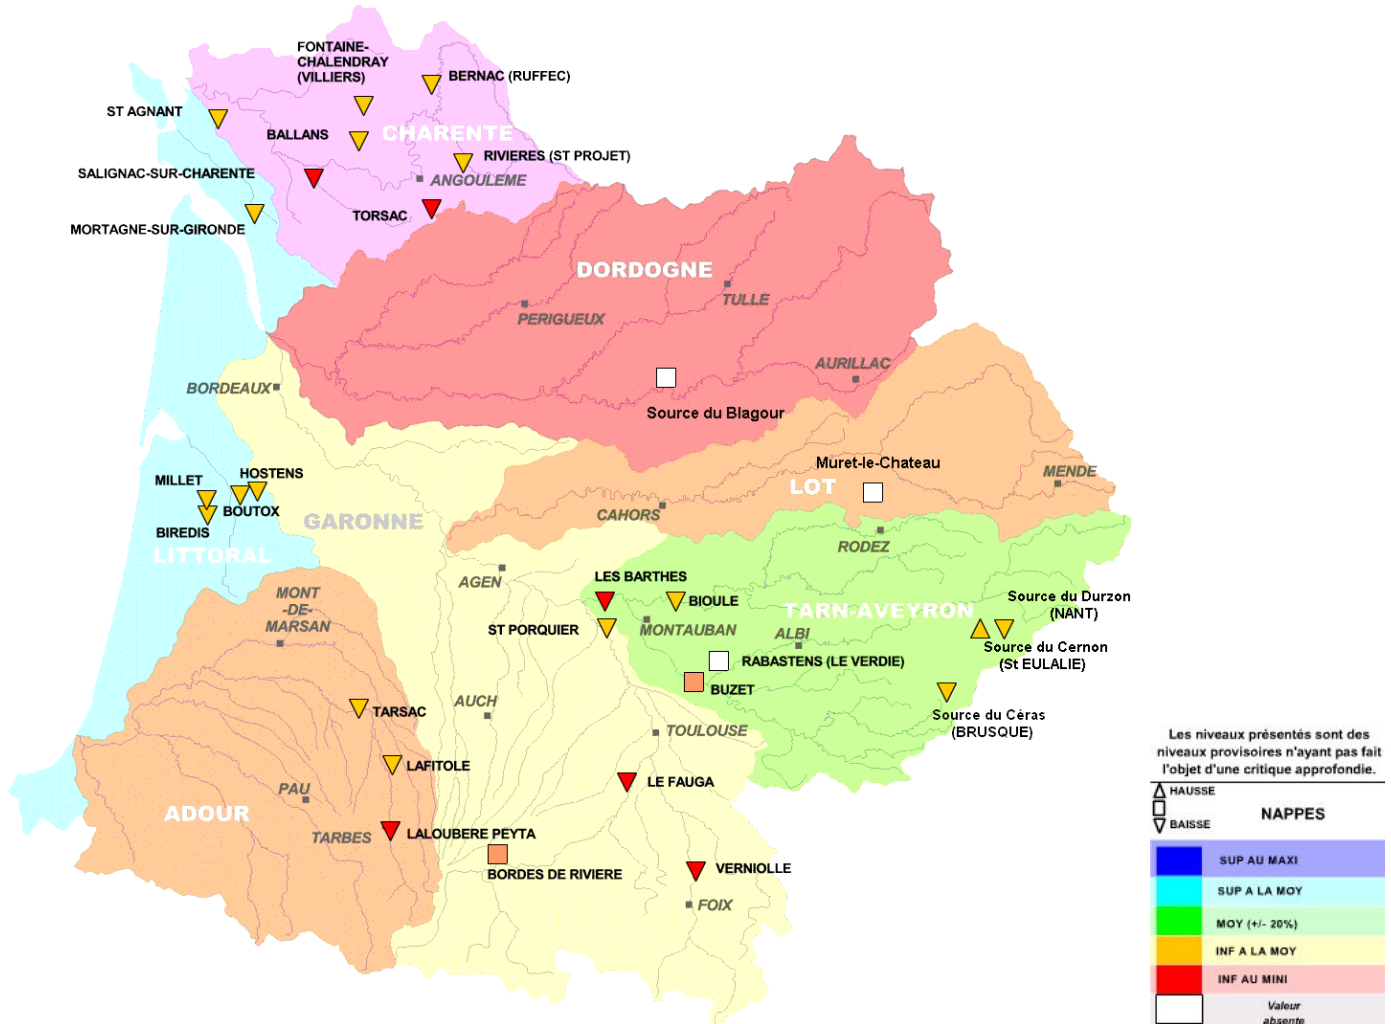 FONTAINE-
CHALENDRAY
(VILLIERS)
BERNAC (RUFFEC)
ST AGNANT
BALLANS
CHARENTE
RIVIERES (ST PROJET)
SALIGNAC-SUR-CHARENTE
ANGOULEME
TORSAC
MORTAGNE-SUR-GIRONDE
DORDOGNE
TULLE
PERIGUEUX
AURILLAC
BORDEAUX
Source du Blagour
Muret-le-Chateau
MENDE
LOT
MILLET
HOSTENS
BOUTOX
BIREDIS
GARONNE
CAHORS
LITTORAL
RODEZ
AGEN
MONT
-DE-
MARSAN
LES BARTHES
BIOULE
TARN-AVEYRON
Source du Durzon
(NANT)
ST PORQUIER
MONTAUBAN
ALBI
Source du Cernon
(St EULALIE)
RABASTENS (LE VERDIE)
BUZET
AUCH
TARSAC
Source du Céras
(BRUSQUE)
TOULOUSE
LAFITOLE
LE FAUGA
PAU
ADOUR
TARBES
LALOUBERE PEYTA
BORDES DE RIVIERE
VERNIOLLE
FOIX
Les niveaux présentés sont des
niveaux provisoires n'ayant pas fait
l'objet d'une critique approfondie.
HAUSSE
NAPPES
BAISSE
SUP AU MAXI
SUP A LA MOY
MOY (+/- 20%)
INF A LA MOY
INF AU MINI
Valeur
absente